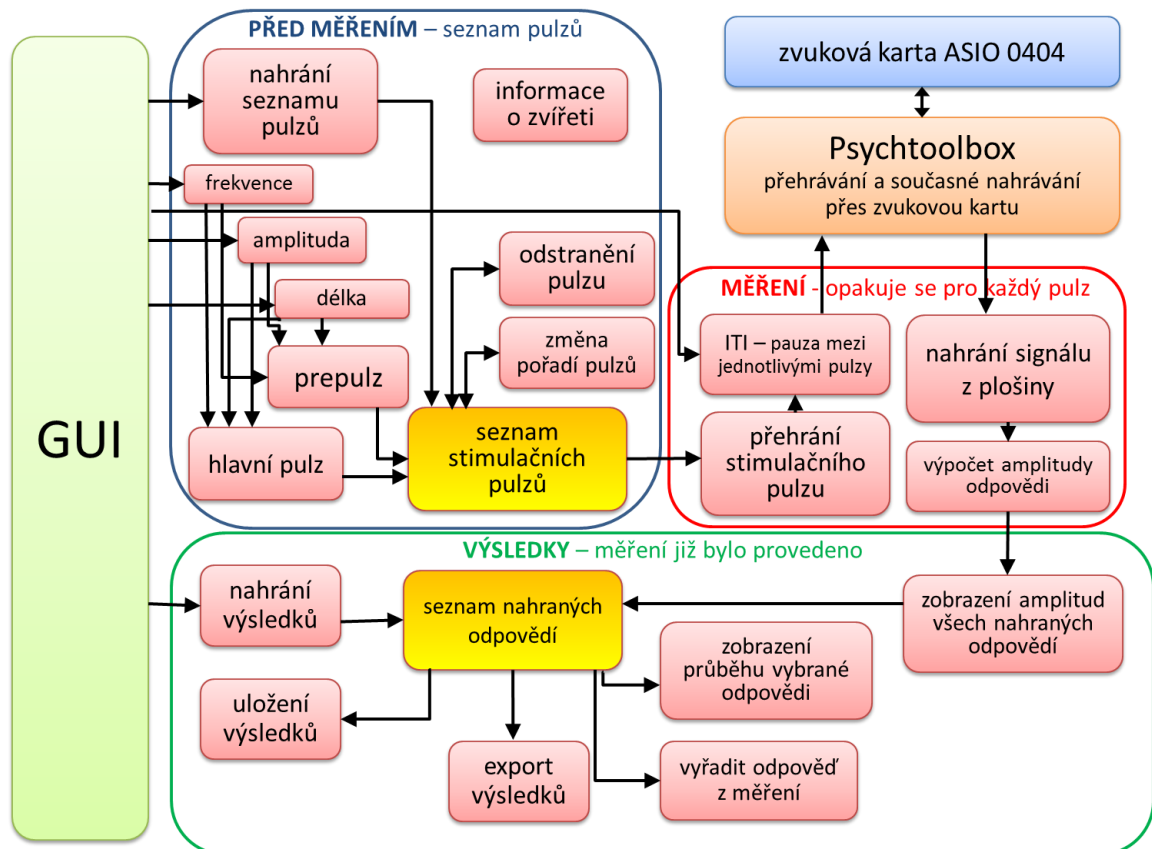 GUI
PŘED MĚŘENÍM – seznam pulzů
nahrání
seznamu
pulzů
informace
o zvířeti
frekvence
amplituda
délka
prepulz
hlavní pulz
odstranění
pulzu
změna
pořadí pulzů
seznam
stimulačních
pulzů
zvuková karta ASIO 0404
Psychtoolbox
přehrávání a současné nahrávání
přes zvukovou kartu
MĚŘENÍ - opakuje se pro každý pulz
ITI – pauza mezi
jednotlivými pulzy
přehrání
stimulačního
pulzu
nahrání signálu
z plošiny
výpočet amplitudy
odpovědi
VÝSLEDKY – měření již bylo provedeno
nahrání
výsledků
seznam nahraných
odpovědí
zobrazení amplitud
všech nahraných
odpovědí
zobrazení
průběhu vybrané
odpovědi
uložení
výsledků
export
výsledků
vyřadit odpověď
z měření